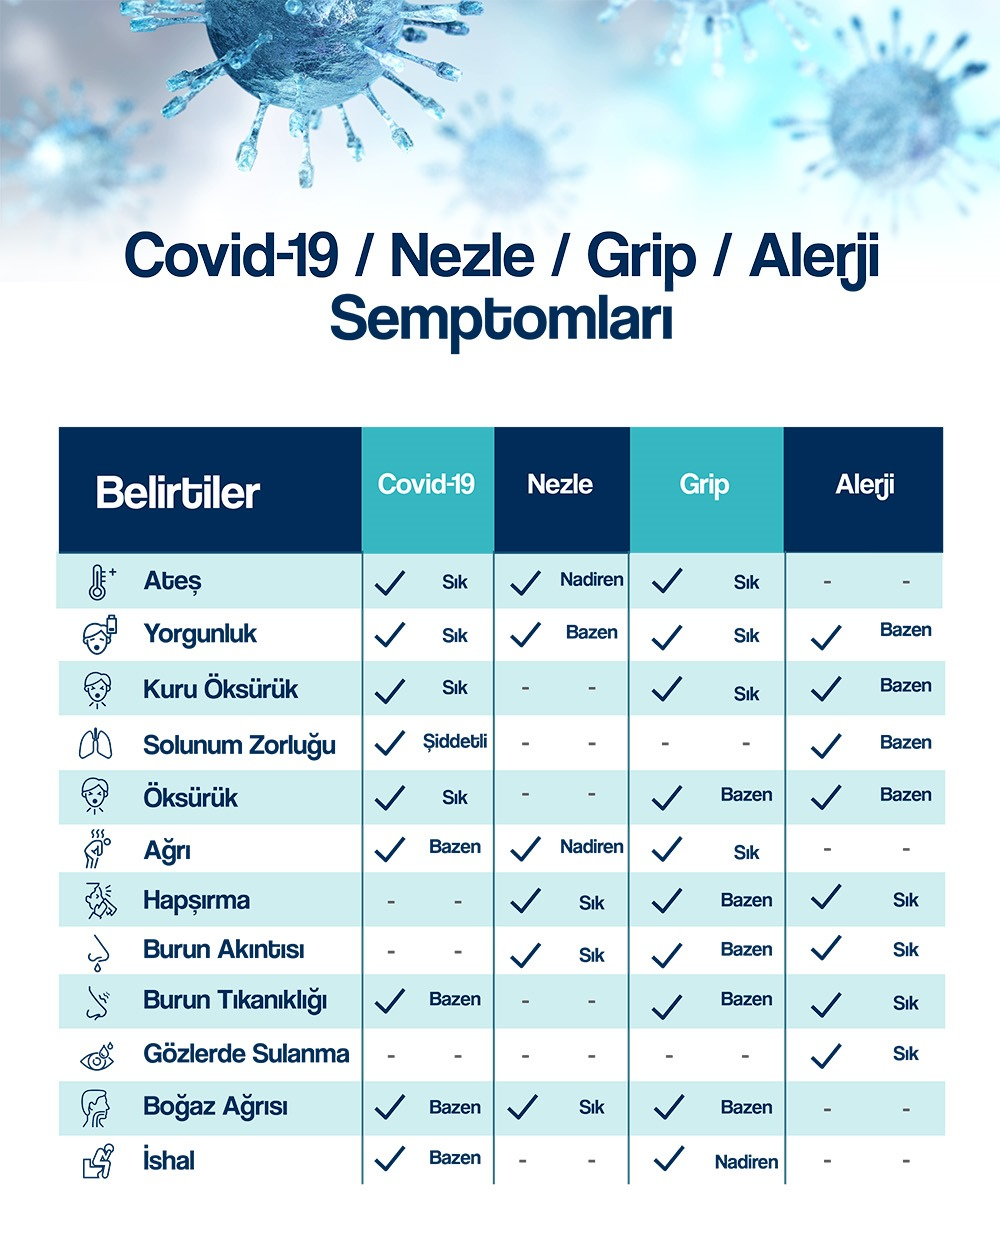 Covid-19 / Nezle / Grip / Alerji
Semptomları
Belirtiler Covid-19 Nezle Grip Alerji
Ateş ✓ Sık ✓ Nadiren ✓ Sık - -
Yorgunluk ✓ Sık ✓ Bazen ✓ Sık ✓ Bazen
Kuru Öksürük ✓ Sık - - ✓ Sık ✓ Bazen
Solunum Zorluğu ✓ Şiddetli - - - - ✓ Bazen
Öksürük ✓ Sık - - ✓ Bazen ✓ Bazen
Ağrı ✓ Bazen ✓ Nadiren ✓ Sık - -
Hapşırma - - ✓ Sık ✓ Bazen ✓ Sık
Burun Akıntısı - - ✓ Sık ✓ Bazen ✓ Sık
Burun Tıkanıklığı ✓ Bazen - - ✓ Bazen ✓ Sık
Gözlerde Sulanma - - - - - - ✓ Sık
Boğaz Ağrısı ✓ Bazen ✓ Sık ✓ Bazen - -
İshal ✓ Bazen - - ✓ Nadiren - -